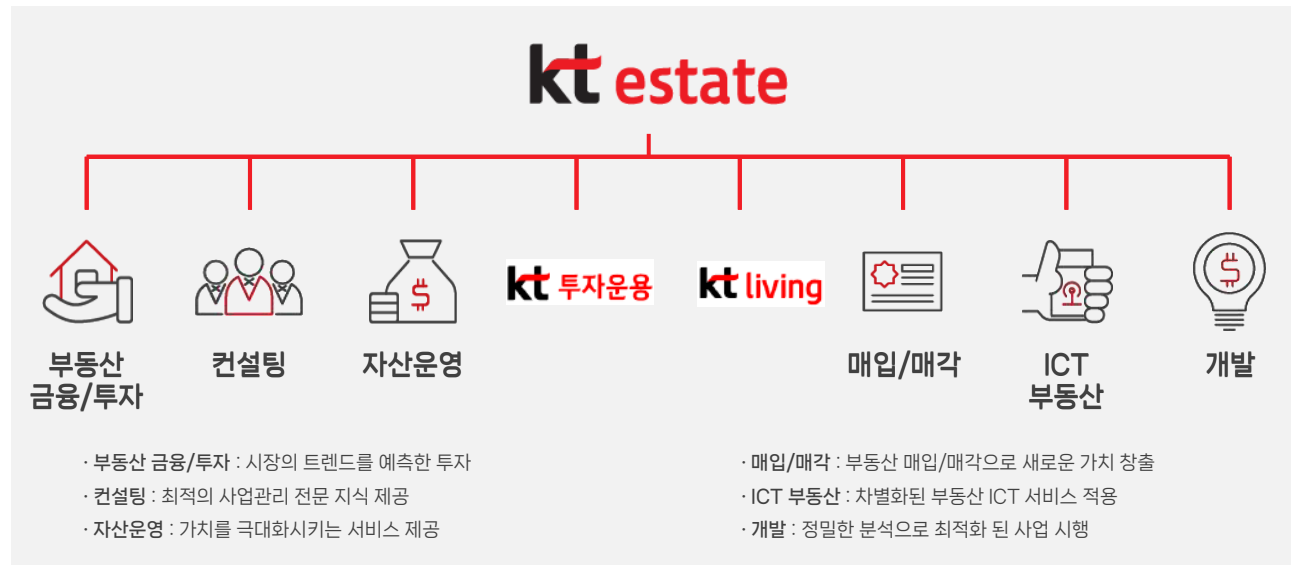 kt estate
kt 투자운용
kt living
부동산
금융/투자
컨설팅
자산운영
매입/매각
ICT
부동산
개발
· 부동산 금융/투자 : 시장의 트렌드를 예측한 투자
· 컨설팅 : 최적의 사업관리 전문 지식 제공
· 자산운영 : 가치를 극대화시키는 서비스 제공
· 매입/매각 : 부동산 매입/매각으로 새로운 가치 창출
· ICT 부동산 : 차별화된 부동산 ICT 서비스 적용
· 개발 : 정밀한 분석으로 최적화 된 사업 시행